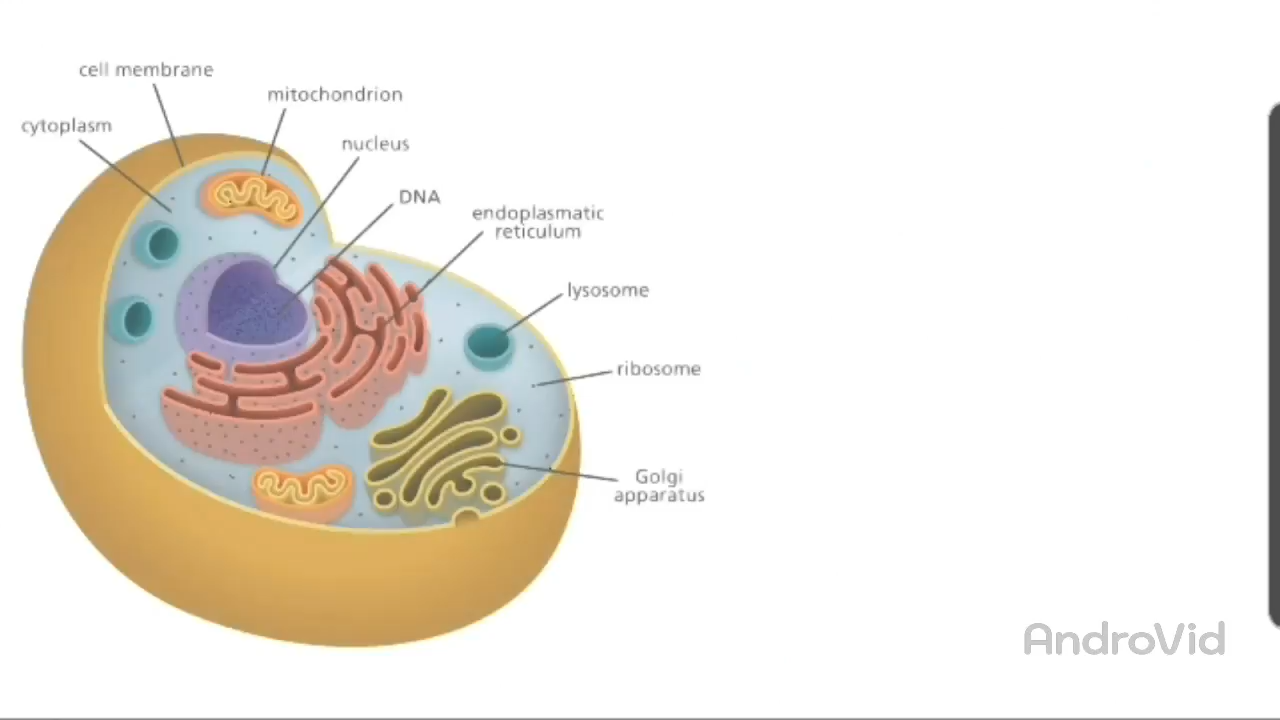 cell membrane
mitochondrion
cytoplasm
nucleus
DNA
endoplasmatic
reticulum
lysosome
ribosome
Golgi
apparatus
AndroVid